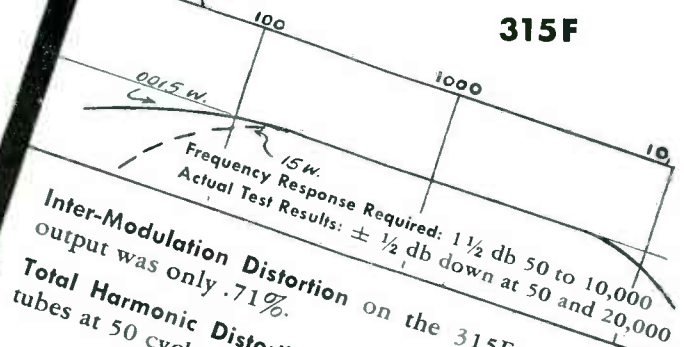 315F
100
1000
10,
0015 w.
15 w.
Frequency Response Required: 1 1/2 db 50 to 10,000
Actual Test Results: ± 1/2 db down at 50 and 20,000
Inter-Modulation Distortion on the 315F
output was only .71%.
Total Harmonic
tubes at 50